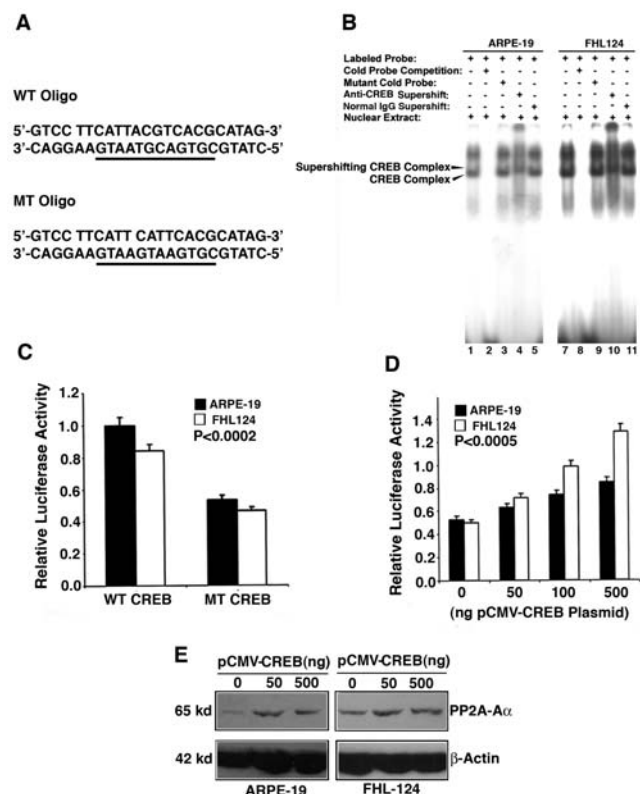 A
WT Oligo
5'-GTCC TTCATTACGTCACGCATAG-3'
3'-CAGGAAGTAATGCAGTGCGTATC-5'
MT Oligo
5'-GTCC TTCATT CATTCACGCATAG-3'
3'-CAGGAAGTAAGTAAGTGCGTATC-5'
B
ARPE-19 FHL124
Labeled Probe: + + + + + + + + + +
Cold Probe Competition: - + - - - - + - - -
Mutant Cold Probe: - - + - - - - + - -
Anti-CREB Supershift: - - - + - - - - + -
Normal IgG Supershift: - - - - + - - - - +
Nuclear Extract: + + + + + + + + + +
Supershifting CREB Complex
CREB Complex
1 2 3 4 5 7 8 9 10 11
C
Relative Luciferase Activity
1.2
1.0
0.8
0.6
0.4
0.2
0.0
ARPE-19
FHL124
P<0.0002
WT CREB MT CREB
D
Relative Luciferase Activity
1.4
1.2
1.0
0.8
0.6
0.4
0.2
0.0
ARPE-19
FHL124
P<0.0005
0 50 100 500
(ng pCMV-CREB Plasmid)
E
pCMV-CREB(ng) pCMV-CREB(ng)
0 50 500 0 50 500
65 kd PP2A-Aα
42 kd β-Actin
ARPE-19 FHL-124